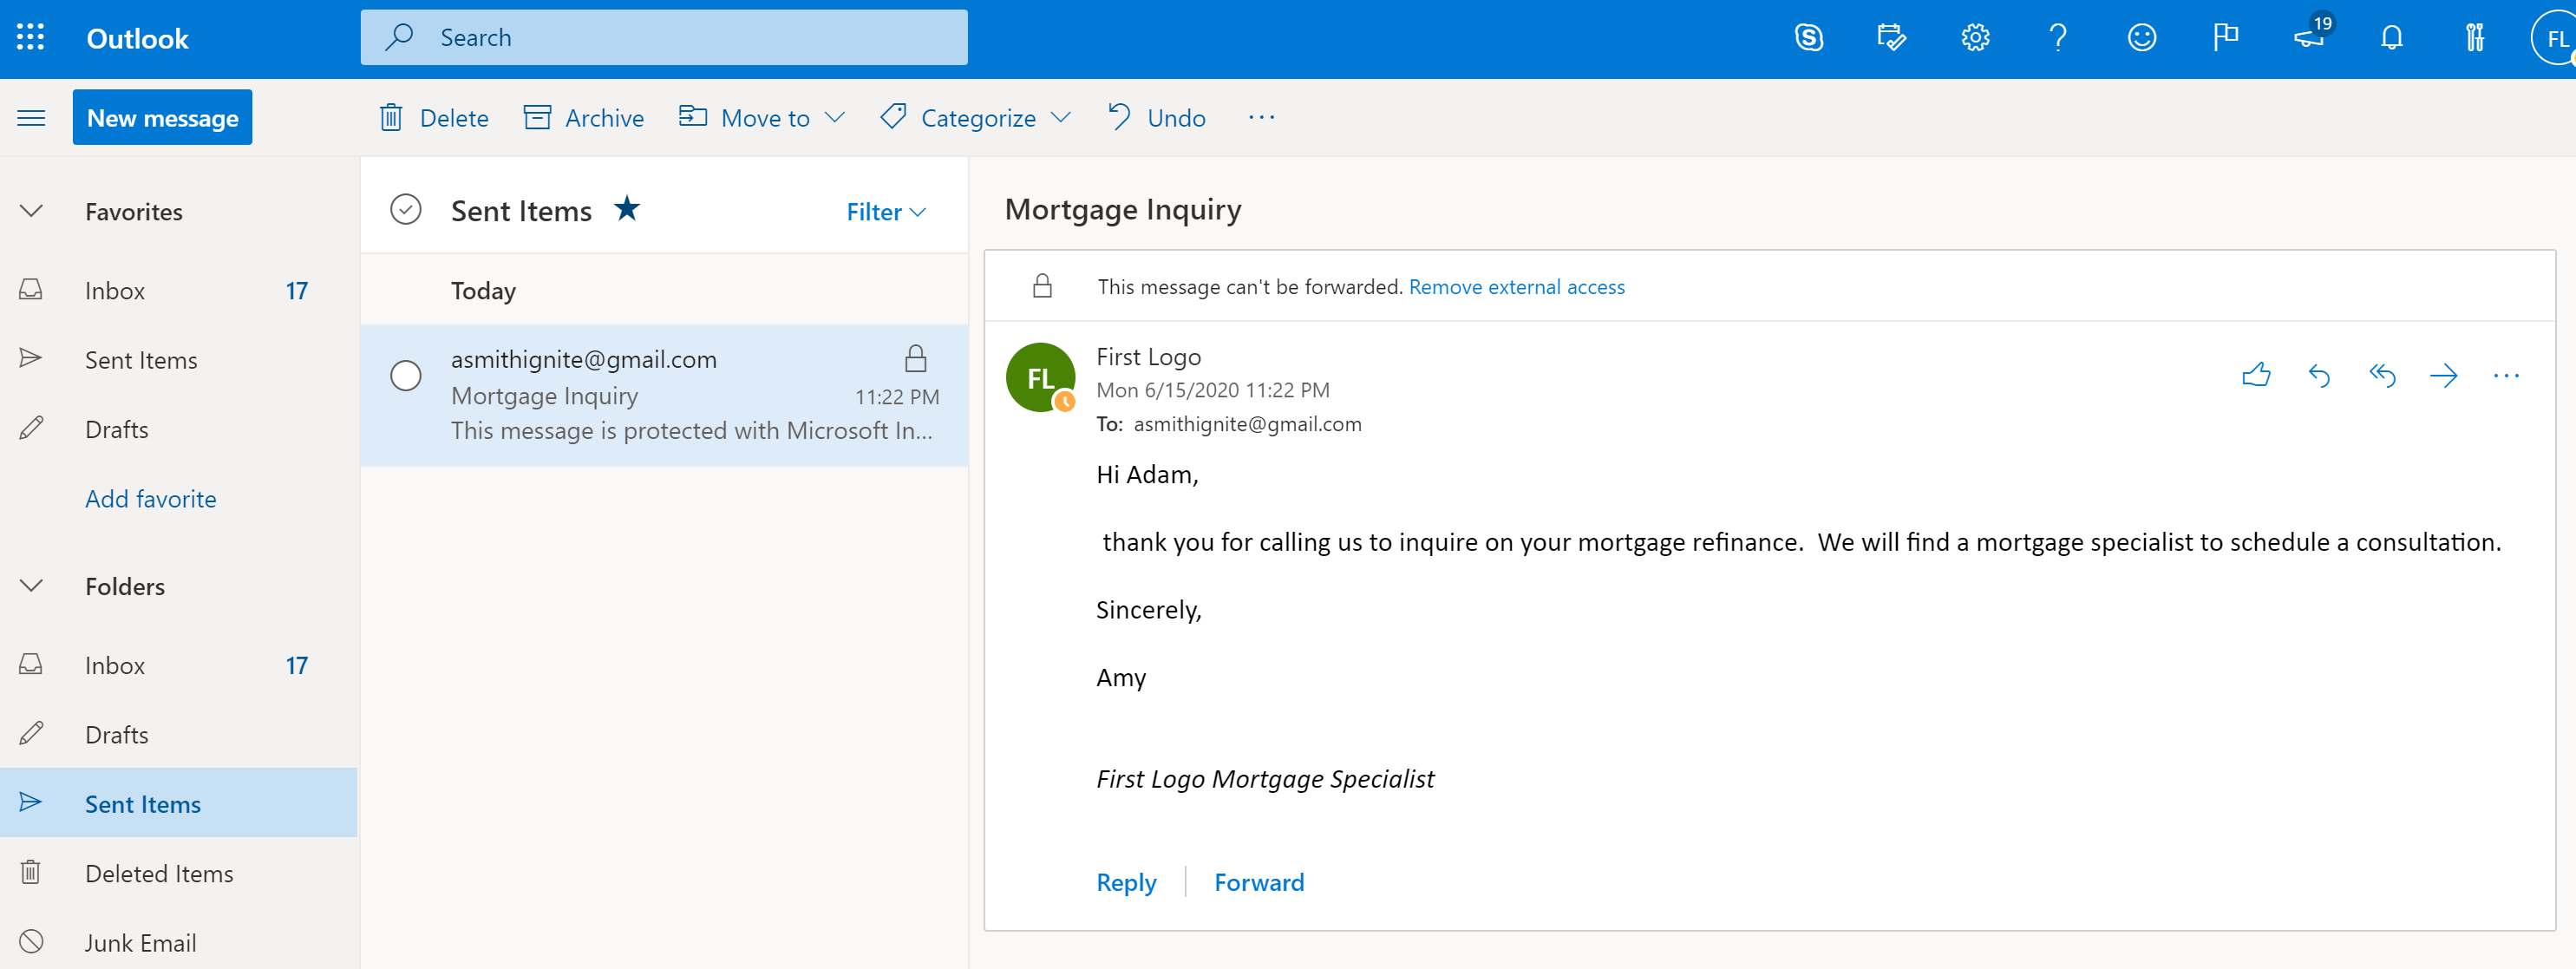 Outlook
Search
19
FL
New message
Delete
Archive
Move to
Categorize
Undo
Favorites
Inbox 17
Sent Items
Drafts
Add favorite
Folders
Inbox 17
Drafts
Sent Items
Deleted Items
Junk Email
Sent Items
Filter
Today
asmithignite@gmail.com
Mortgage Inquiry 11:22 PM
This message is protected with Microsoft In...
Mortgage Inquiry
This message can't be forwarded. Remove external access
FL
First Logo
Mon 6/15/2020 11:22 PM
To: asmithignite@gmail.com
Hi Adam,
thank you for calling us to inquire on your mortgage refinance.  We will find a mortgage specialist to schedule a consultation.
Sincerely,
Amy
First Logo Mortgage Specialist
Reply
Forward